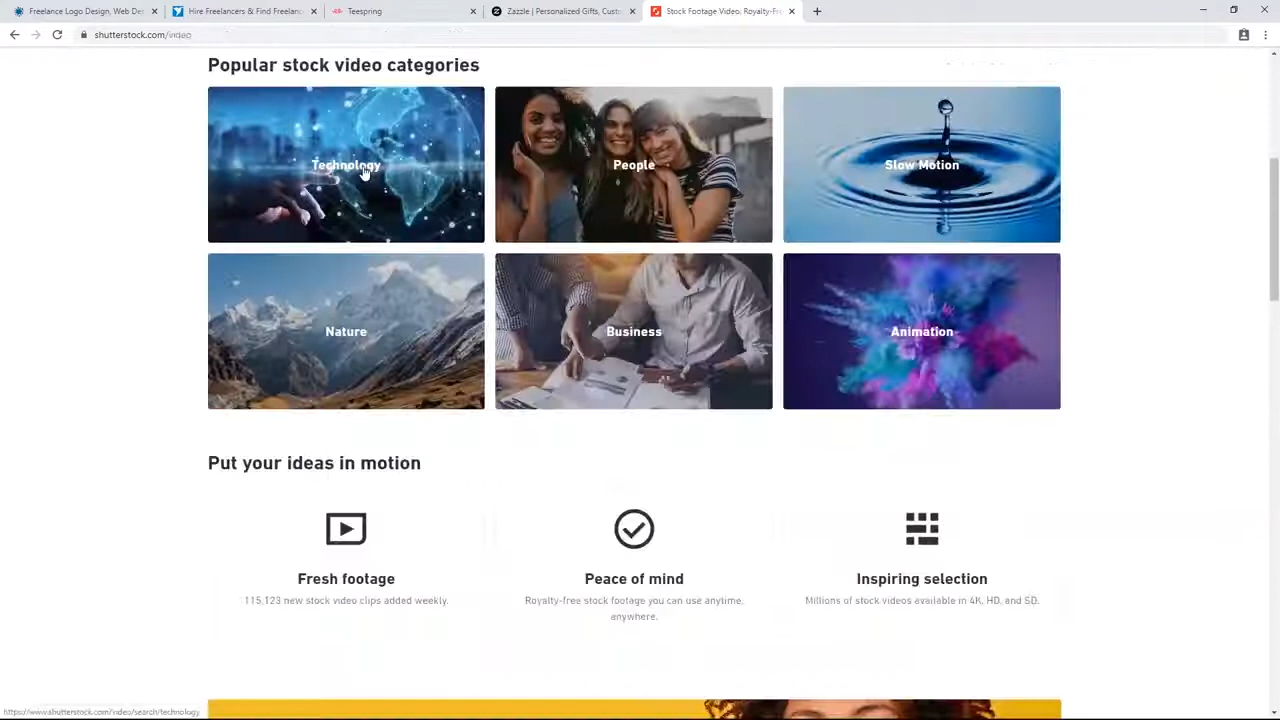 Freelance Logo Design, Web Des
Hire Freelancers & Find Freelanc
Teespring
Zazzle | Personalized Gifts, Custo
Stock Footage Video, Royalty-Fre
shutterstock.com/video
Popular stock video categories
Technology
People
Slow Motion
Nature
Business
Animation
Put your ideas in motion
Fresh footage
Peace of mind
Inspiring selection
115,123 new stock video clips added weekly.
Royalty-free stock footage you can use anytime,
anywhere.
Millions of stock videos available in 4K, HD, and SD.
https://www.shutterstock.com/video/search/technology